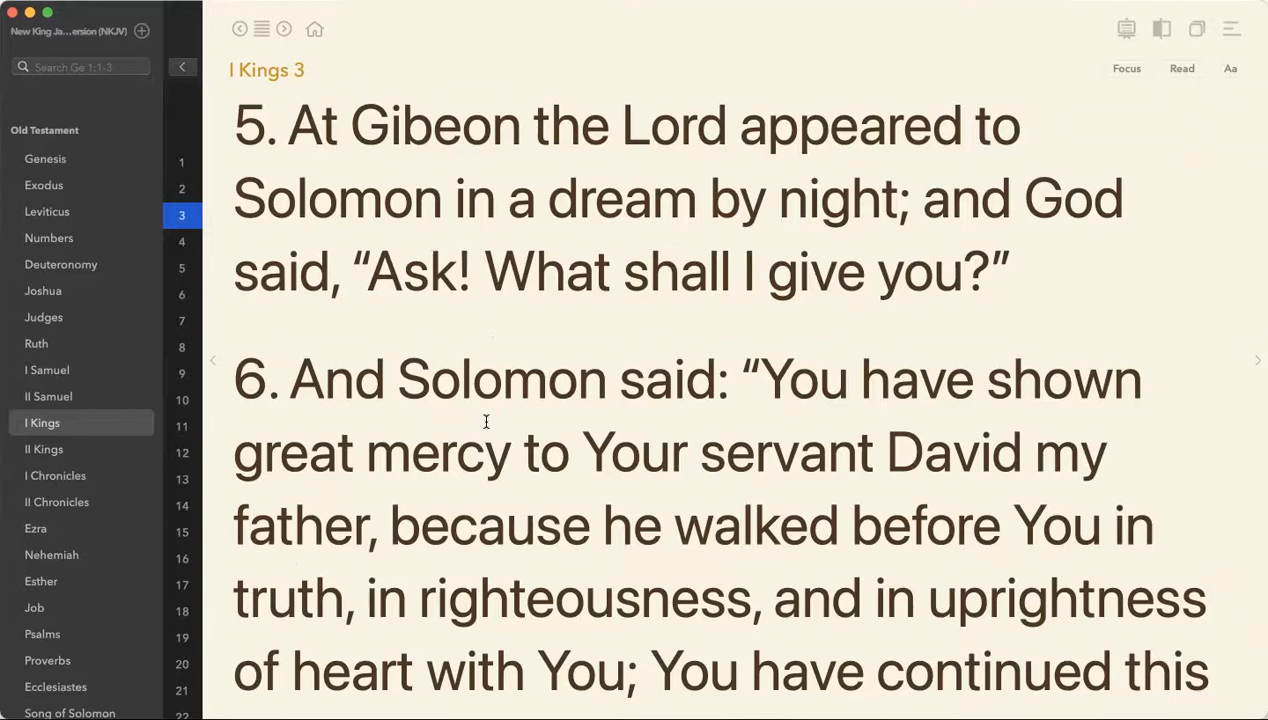 New King Ja...ersion (NKJV)
Search Ge 1:1-3
Old Testament
Genesis
Exodus
Leviticus
Numbers
Deuteronomy
Joshua
Judges
Ruth
I Samuel
II Samuel
I Kings
II Kings
I Chronicles
II Chronicles
Ezra
Nehemiah
Esther
Job
Psalms
Proverbs
Ecclesiastes
Song of Solomon
1
2
3
4
5
6
7
8
9
10
11
12
13
14
15
16
17
18
19
20
21
22
I Kings 3
Focus Read Aa
5. At Gibeon the Lord appeared to
Solomon in a dream by night; and God
said, “Ask! What shall I give you?”
6. And Solomon said: “You have shown
great mercy to Your servant David my
father, because he walked before You in
truth, in righteousness, and in uprightness
of heart with You; You have continued this